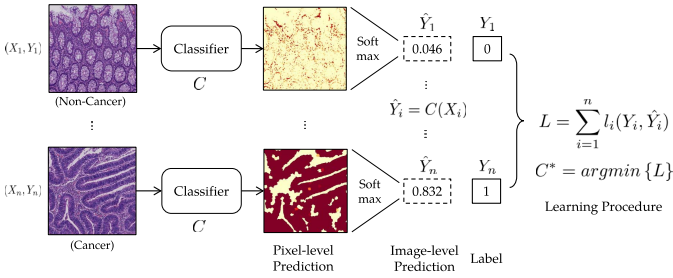 (X₁, Y₁)
(Non-Cancer)
Classifier
C
Soft
max
Ŷ₁
0.046
Y₁
0
⋮
⋮
⋮
Ŷᵢ = C(Xᵢ)
⋮
(Xₙ, Yₙ)
(Cancer)
Classifier
C
Soft
max
Ŷₙ
0.832
Yₙ
1
Pixel-level
Prediction
Image-level
Prediction
Label
L = ∑ⁿᵢ₌₁ lᵢ(Yᵢ, Ŷᵢ)
C* = argmin {L}
Learning Procedure